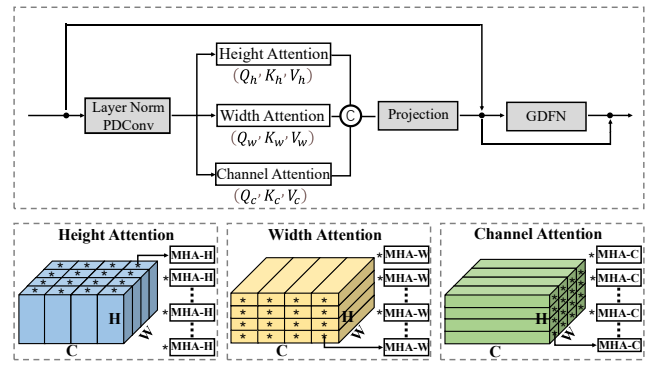 Height Attention
(Q_h, K_h, V_h)
Layer Norm
PDConv
Width Attention
(Q_w, K_w, V_w)
C
Projection
GDFN
Channel Attention
(Q_c, K_c, V_c)
Height Attention
MHA-H
* MHA-H
* MHA-H
* MHA-H
* * * *
* * * *
* * * *
* * * *
H
W
C
Width Attention
* MHA-W
* MHA-W
* MHA-W
MHA-W
* * * *
* * * *
* * * *
* * * *
H
W
C
Channel Attention
* MHA-C
* MHA-C
* MHA-C
MHA-C
H
W
C